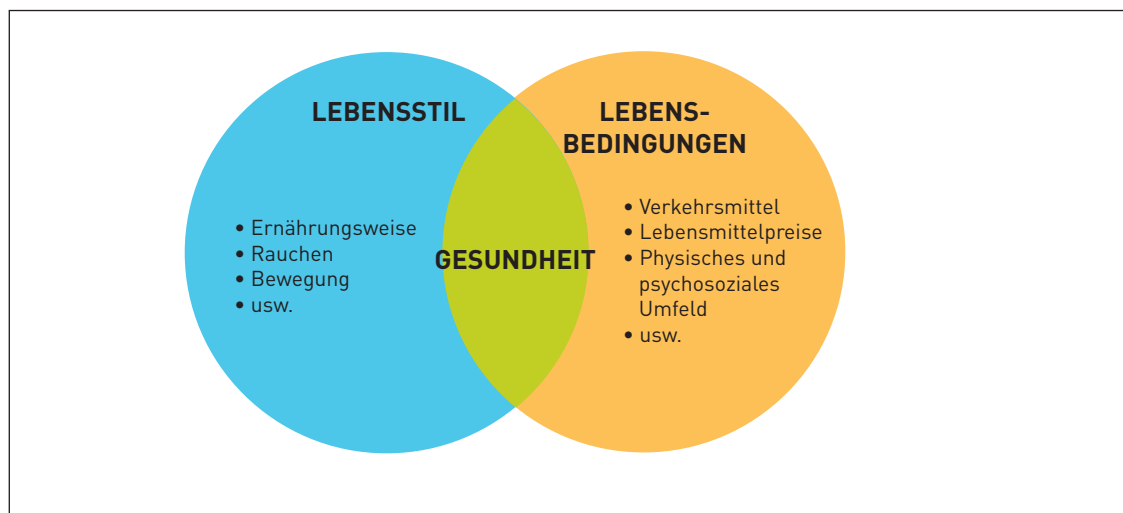 LEBENSSTIL
• Ernährungsweise
• Rauchen
• Bewegung
• usw.
GESUNDHEIT
LEBENS-
BEDINGUNGEN
• Verkehrsmittel
• Lebensmittelpreise
• Physisches und
psychosoziales
Umfeld
• usw.